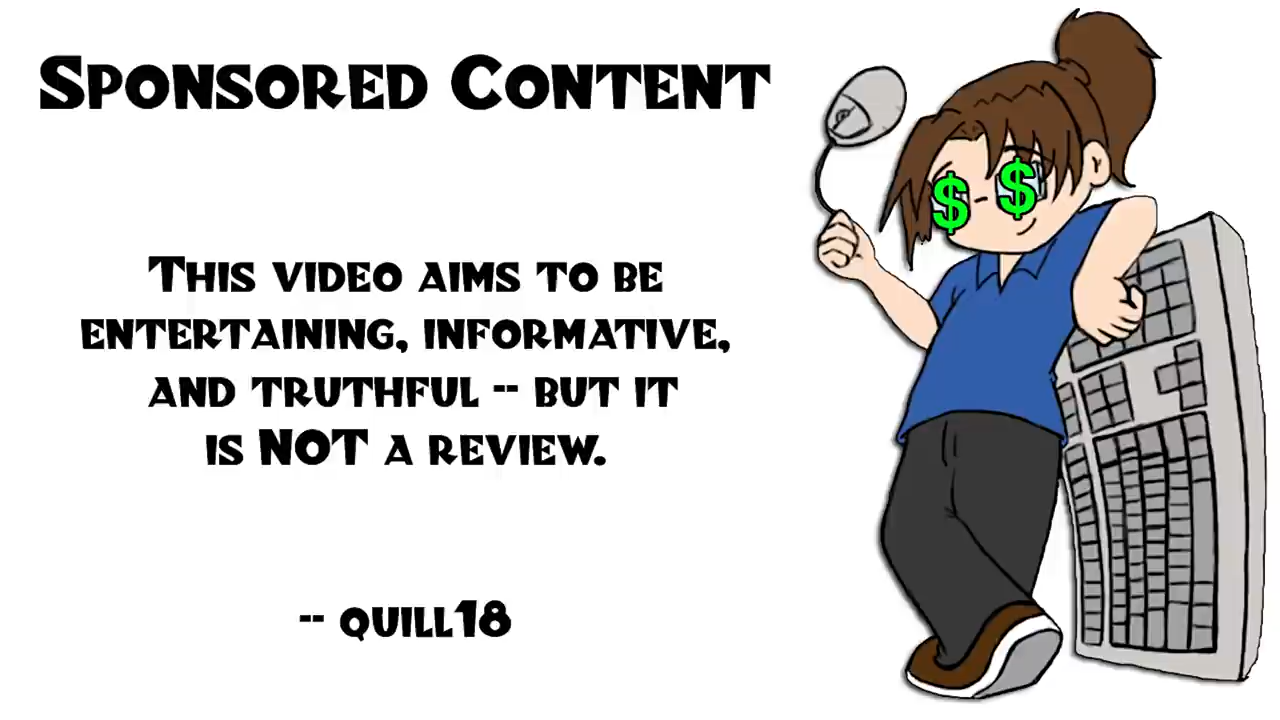 SPONSORED CONTENT
THIS VIDEO AIMS TO BE
ENTERTAINING, INFORMATIVE,
AND TRUTHFUL -- BUT IT
IS NOT A REVIEW.
-- QUILL18
$ $